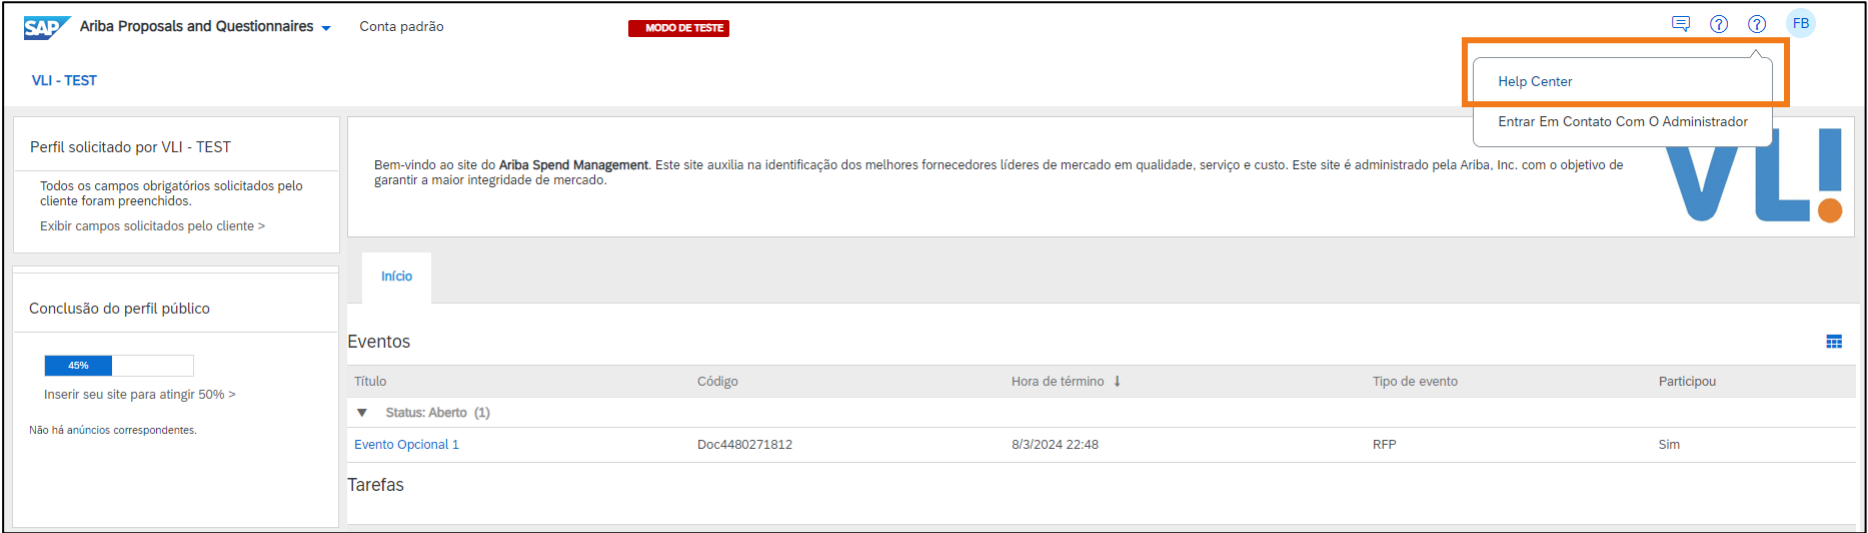 SAP Ariba Proposals and Questionnaires Conta padrão MODO DE TESTE FB
VLI - TEST
Help Center
Entrar Em Contato Com O Administrador
Perfil solicitado por VLI - TEST
Todos os campos obrigatórios solicitados pelo
cliente foram preenchidos.
Exibir campos solicitados pelo cliente >
Bem-vindo ao site do Ariba Spend Management. Este site auxilia na identificação dos melhores fornecedores líderes de mercado em qualidade, serviço e custo. Este site é administrado pela Ariba, Inc. com o objetivo de
garantir a maior integridade de mercado.
VLI
Conclusão do perfil público
45%
Inserir seu site para atingir 50% >
Não há anúncios correspondentes.
Início
Eventos
Título Código Hora de término ↓ Tipo de evento Participou
▼ Status: Aberto (1)
Evento Opcional 1 Doc4480271812 8/3/2024 22:48 RFP Sim
Tarefas